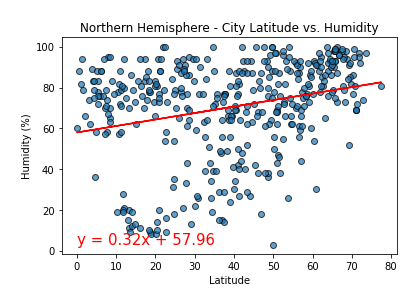 Northern Hemisphere - City Latitude vs. Humidity
100
80
60
40
20
0
Humidity (%)
y = 0.32x + 57.96
0 10 20 30 40 50 60 70 80
Latitude